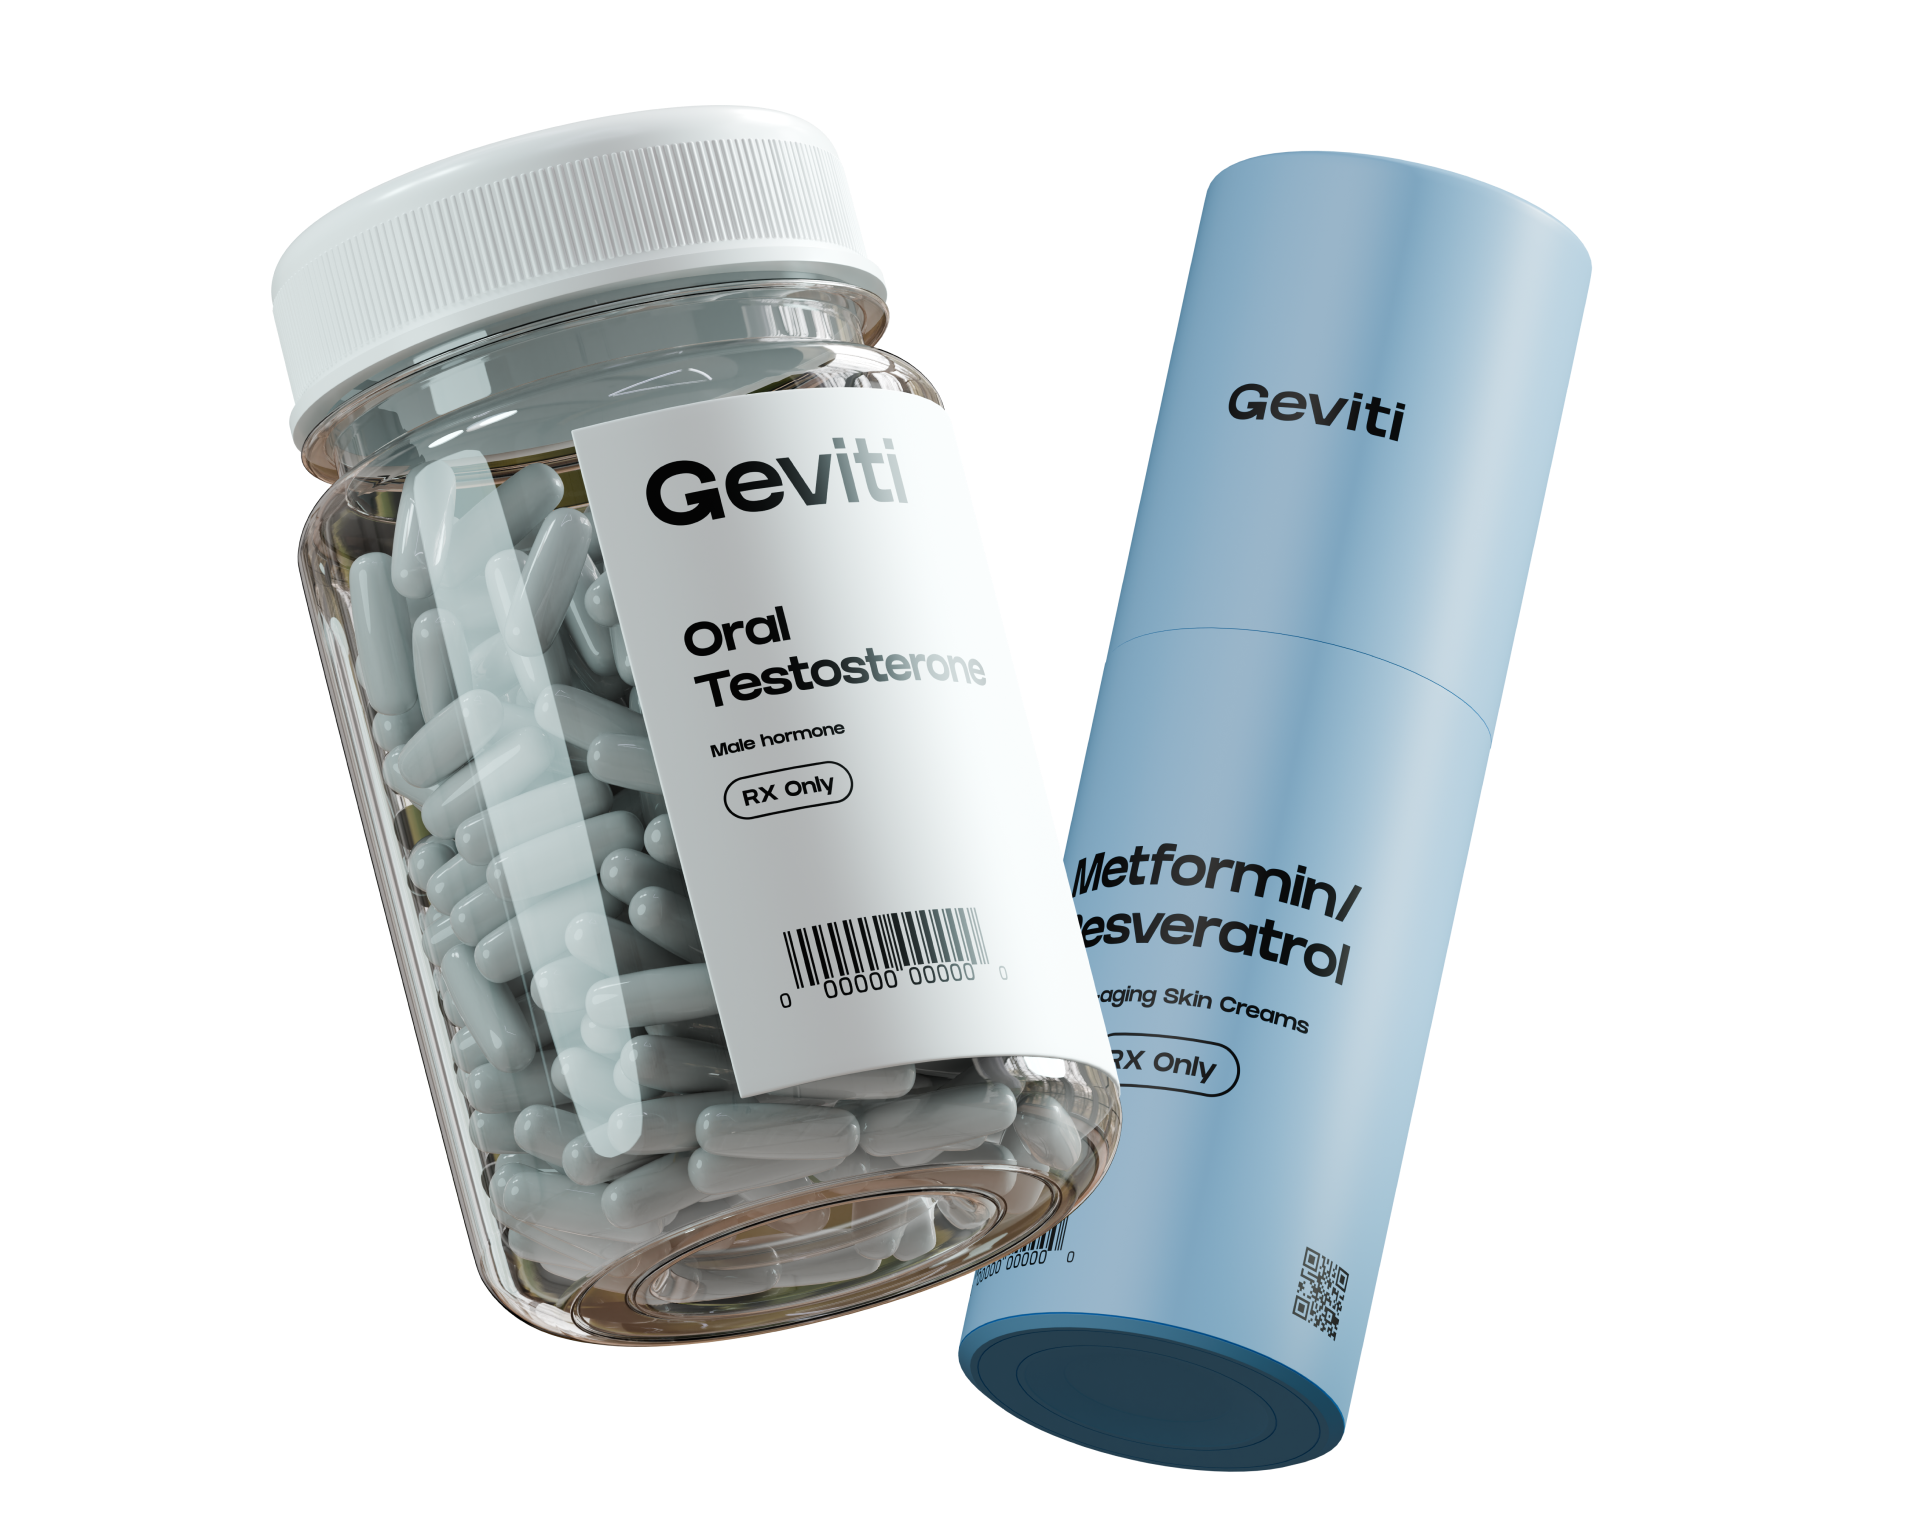 Geviti
Oral
Testosterone
Male hormone
RX Only
0 00000 00000 0
Geviti
Metformin/
esveratrol
-aging Skin Creams
RX Only
00000 00000 0